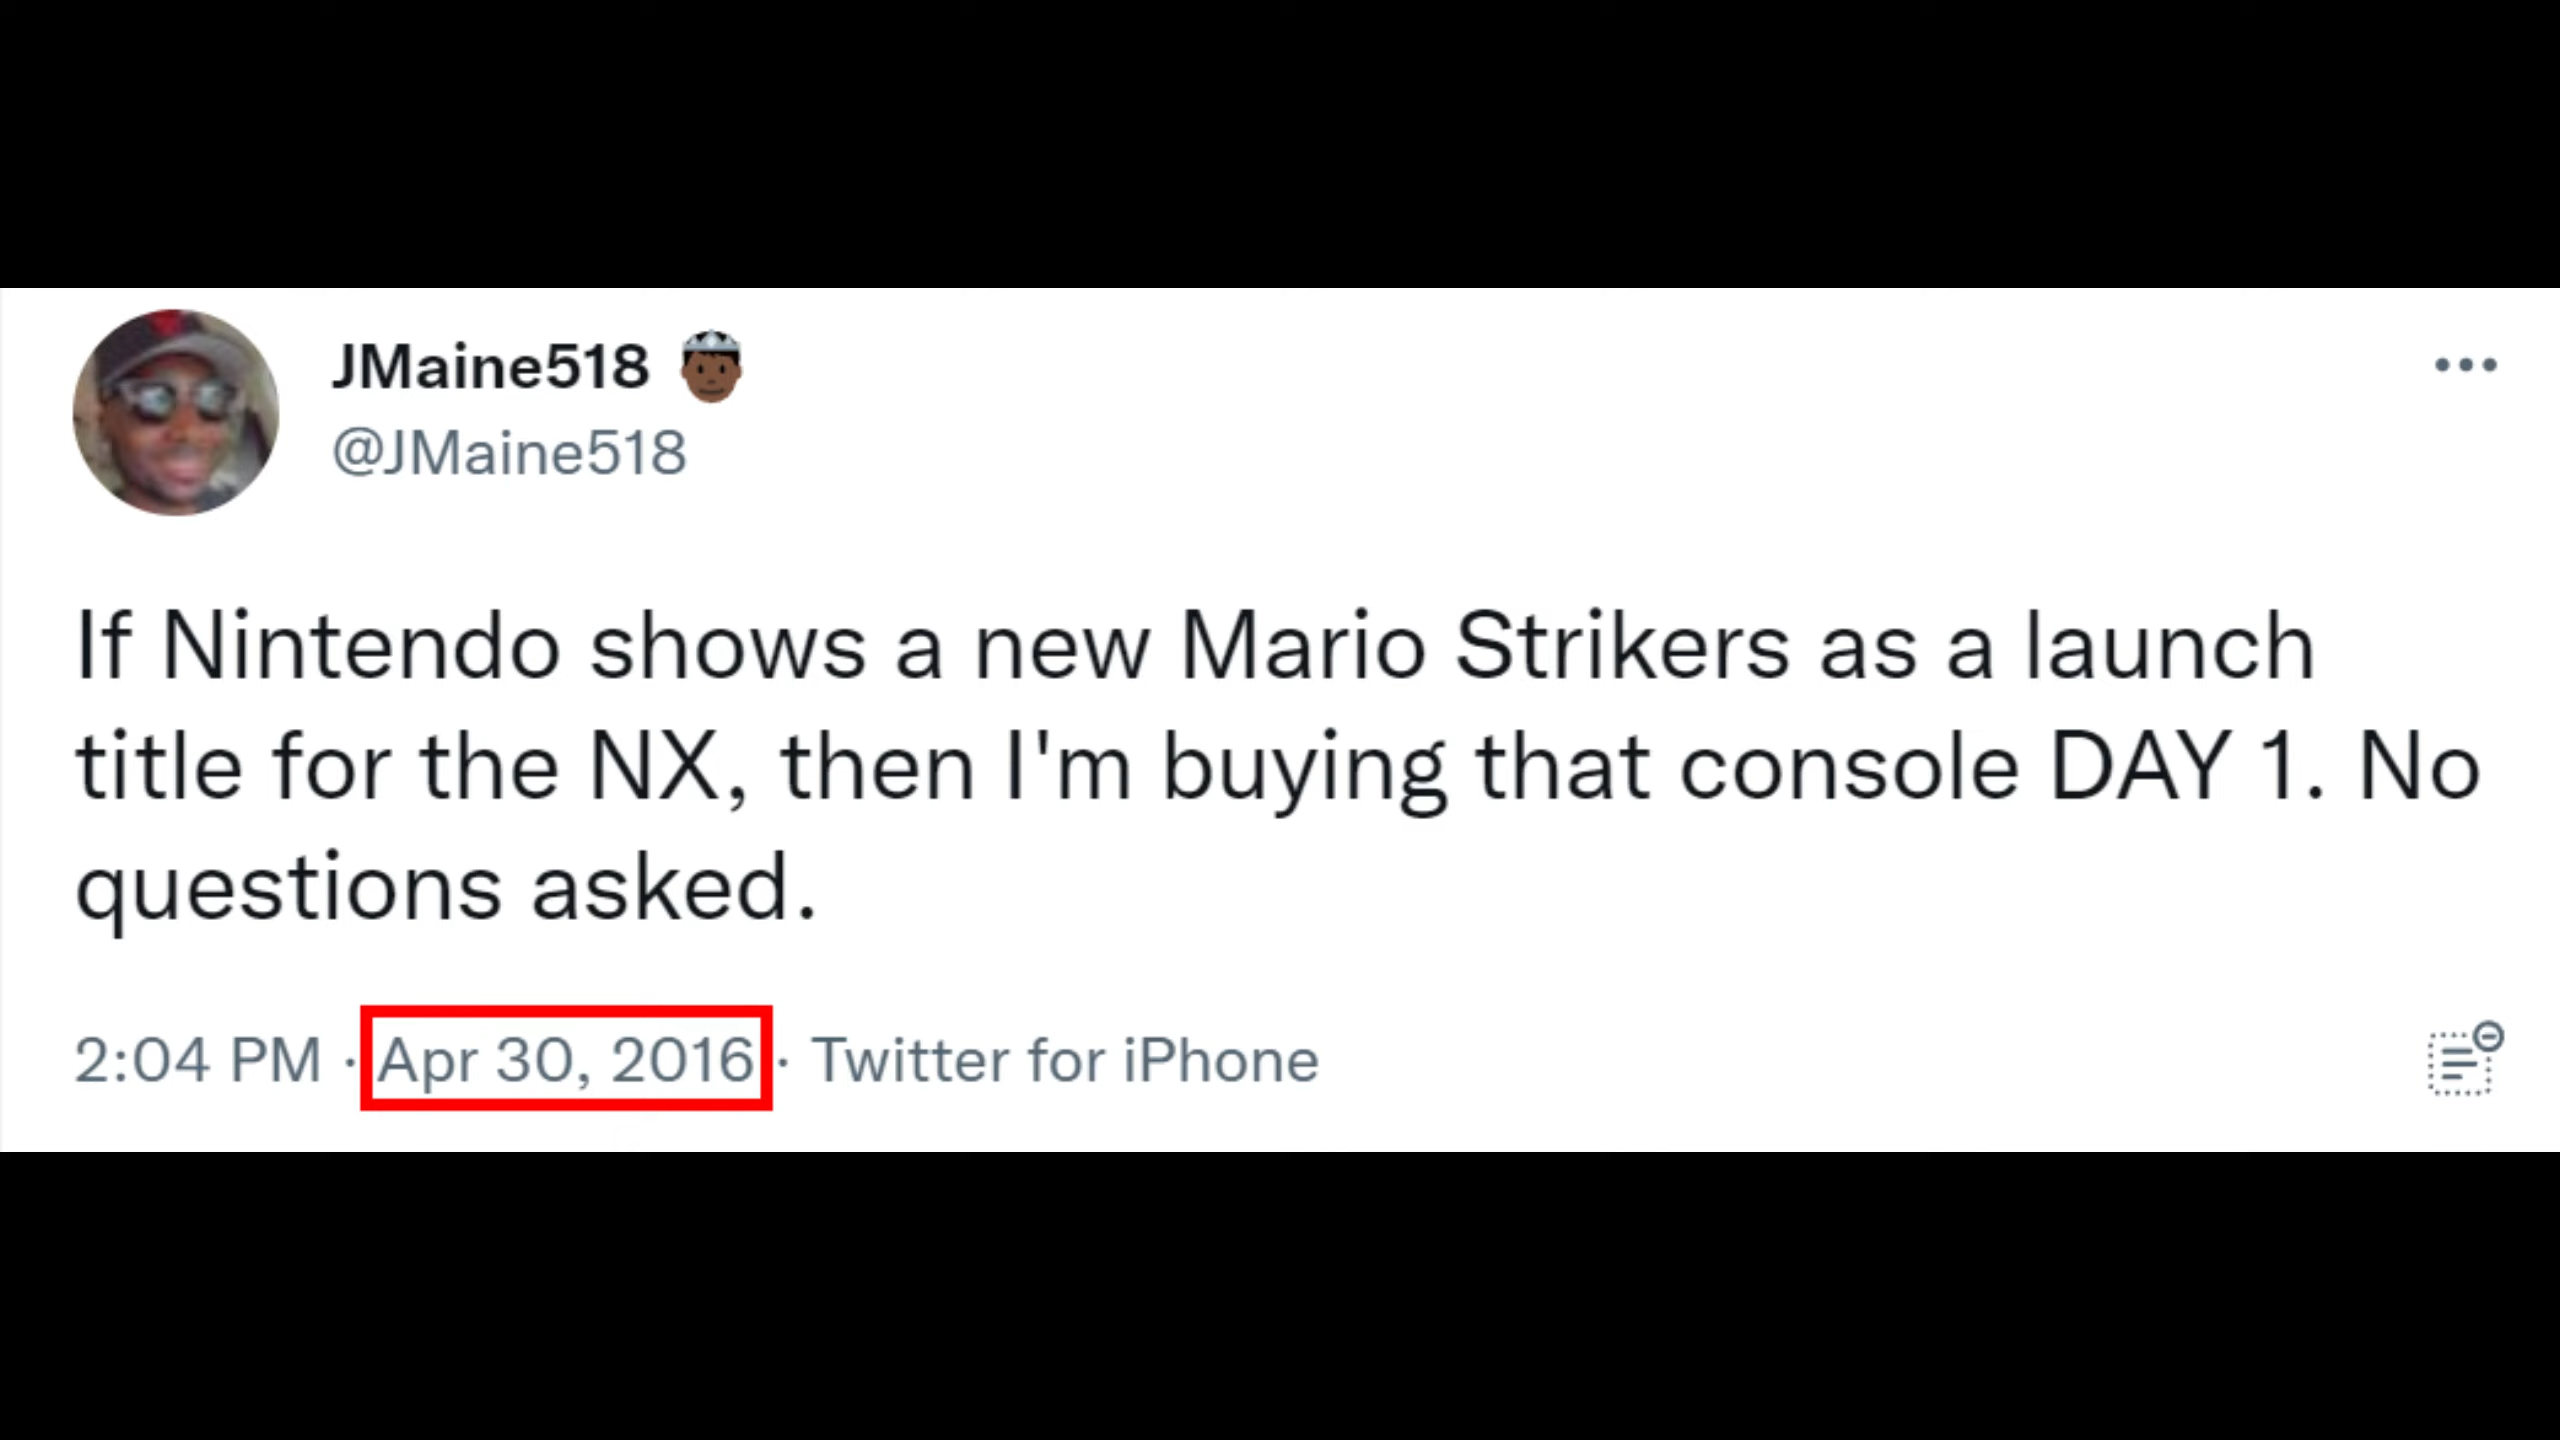 JMaine518
@JMaine518
If Nintendo shows a new Mario Strikers as a launch
title for the NX, then I'm buying that console DAY 1. No
questions asked.
2:04 PM · Apr 30, 2016 · Twitter for iPhone